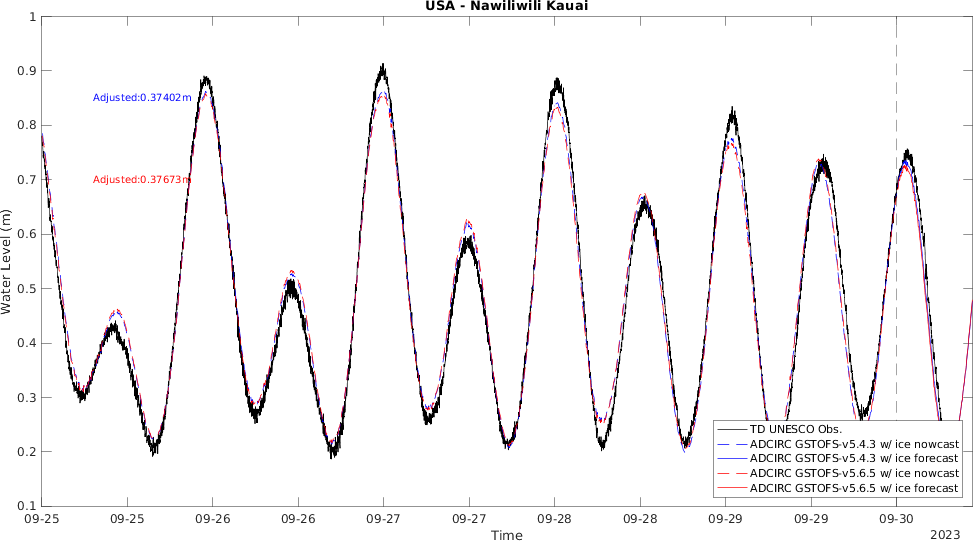 USA - Nawiliwili Kauai
1
0.9
0.8
0.7
0.6
0.5
0.4
0.3
0.2
0.1
Water Level (m)
Adjusted:0.37402m
Adjusted:0.37673m
TD UNESCO Obs.
ADCIRC GSTOFS-v5.4.3 w/ ice nowcast
ADCIRC GSTOFS-v5.4.3 w/ ice forecast
ADCIRC GSTOFS-v5.6.5 w/ ice nowcast
ADCIRC GSTOFS-v5.6.5 w/ ice forecast
09-25 09-25 09-26 09-26 09-27 09-27 09-28 09-28 09-29 09-29 09-30
Time
2023